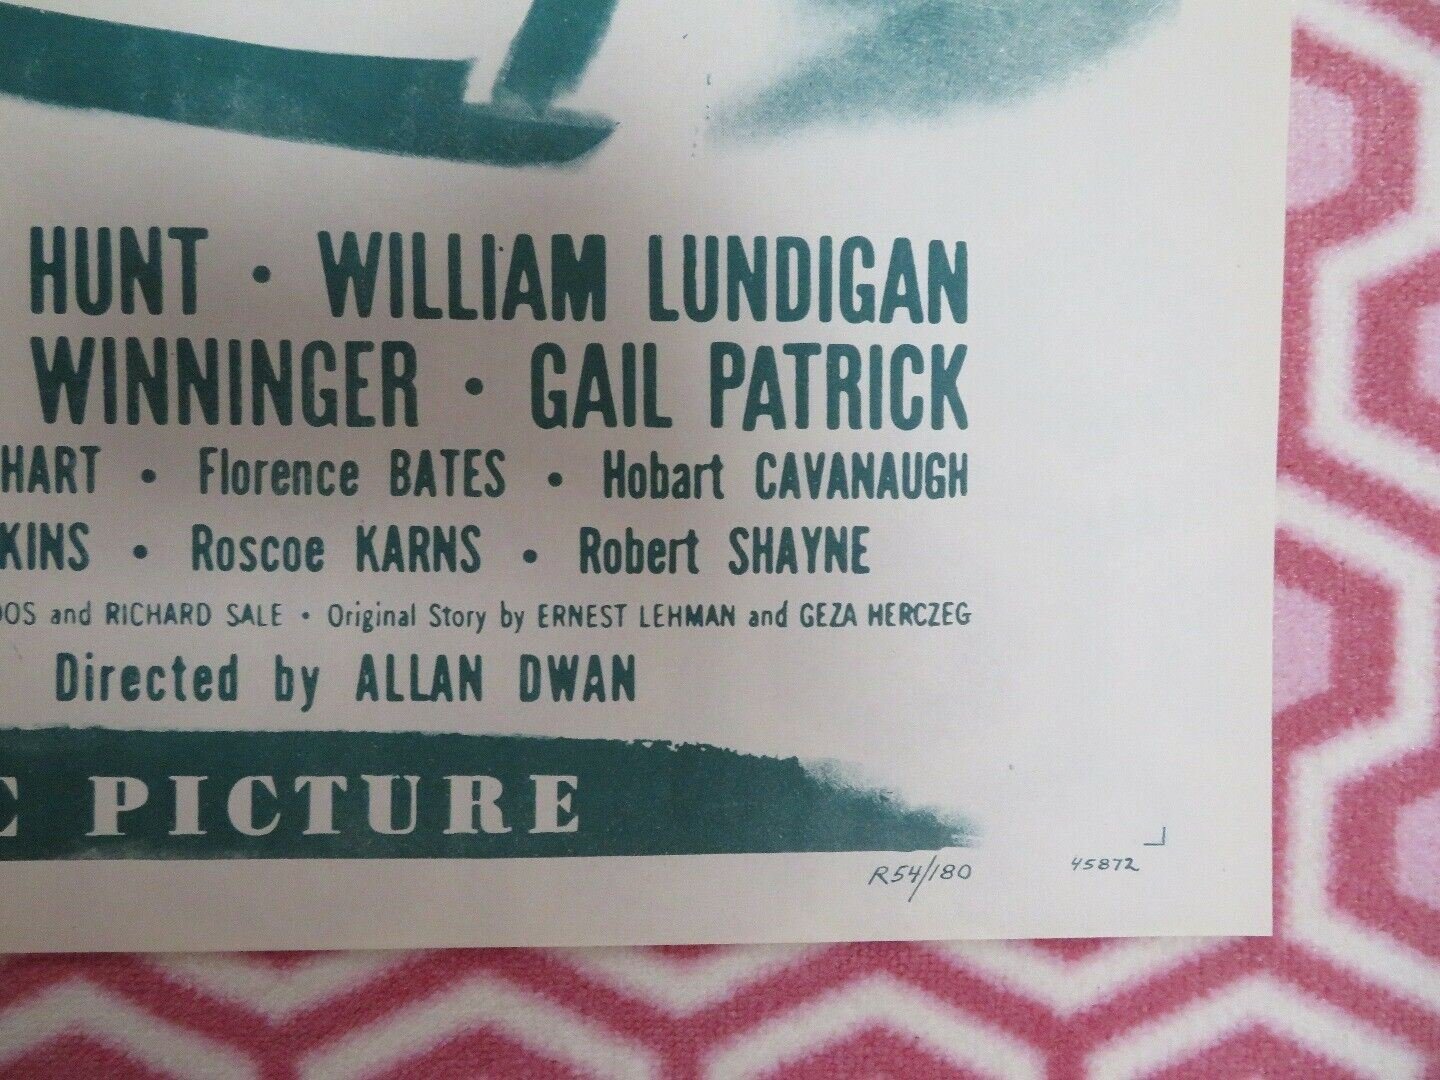 HUNT • WILLIAM LUNDIGAN
WINNINGER • GAIL PATRICK
HART • Florence BATES • Hobart CAVANAUGH
KINS • Roscoe KARNS • Robert SHAYNE
OOS and RICHARD SALE • Original Story by ERNEST LEHMAN and GEZA HERCZEG
Directed by ALLAN DWAN
C PICTURE
R54/180
45872